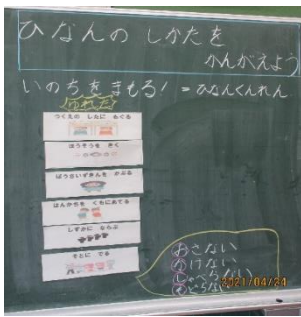 ひなんの しかたを
かんがえよう
いのちをまもる! = ひなんくんれん
ゆれた
つくえの したに もぐる
ほうそうを きく
ぼうさいずきんを かぶる
はんかちを くちにあてる
しずかに ならぶ
そとに でる
おさない
かけない
しゃべらない
もどらない
2021/04/24